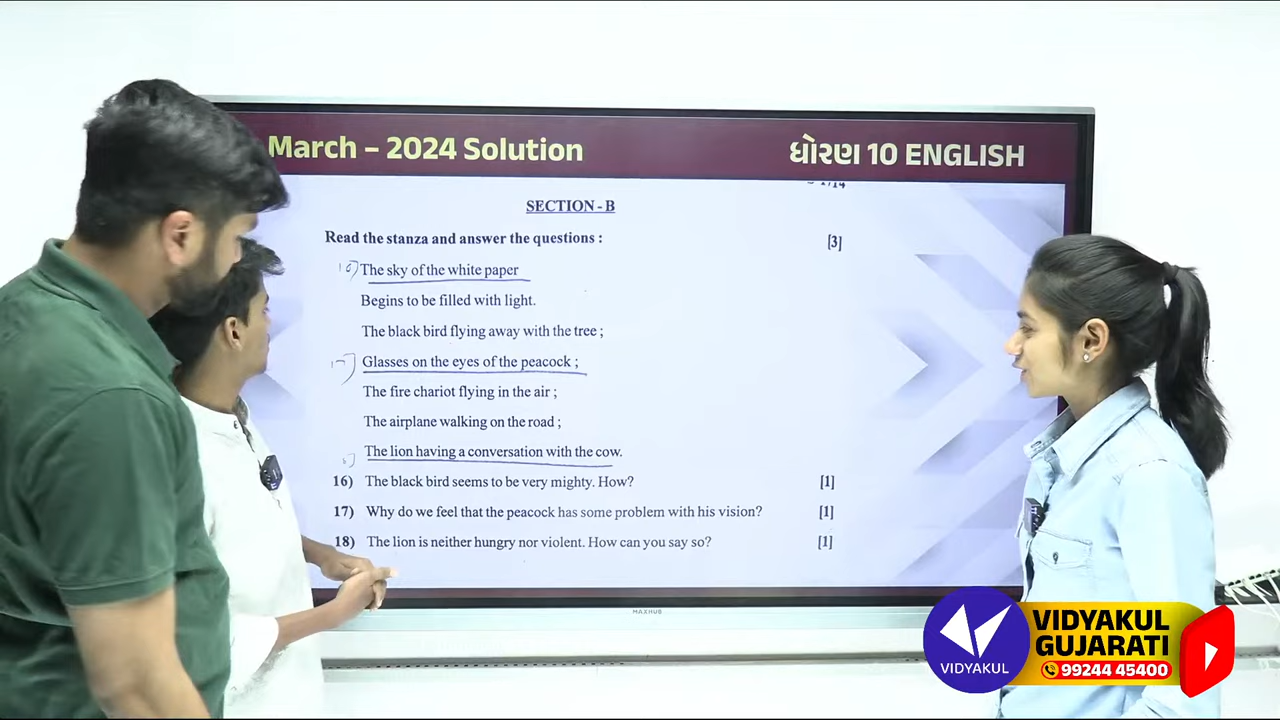 March – 2024 Solution
ધોરણ 10 ENGLISH
SECTION - B
Read the stanza and answer the questions : [3]
16) The sky of the white paper
Begins to be filled with light.
The black bird flying away with the tree ;
17) Glasses on the eyes of the peacock ;
The fire chariot flying in the air ;
The airplane walking on the road ;
The lion having a conversation with the cow.
16) The black bird seems to be very mighty. How? [1]
17) Why do we feel that the peacock has some problem with his vision? [1]
18) The lion is neither hungry nor violent. How can you say so? [1]
MAXHUB
VIDYAKUL
VIDYAKUL
GUJARATI
99244 45400